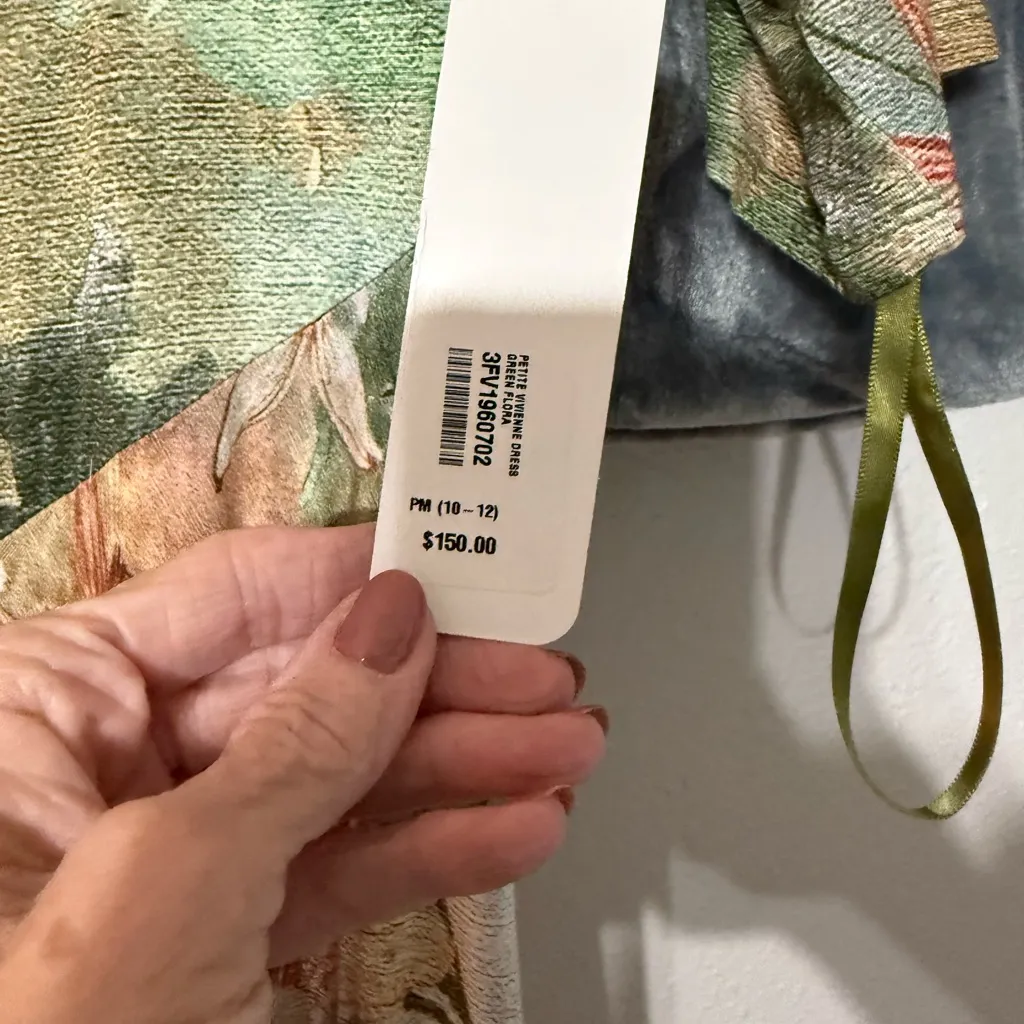 PETITE VIVIENNE DRESS
GREEN FLORA
3FV1960702
PM (10-12)
$150.00